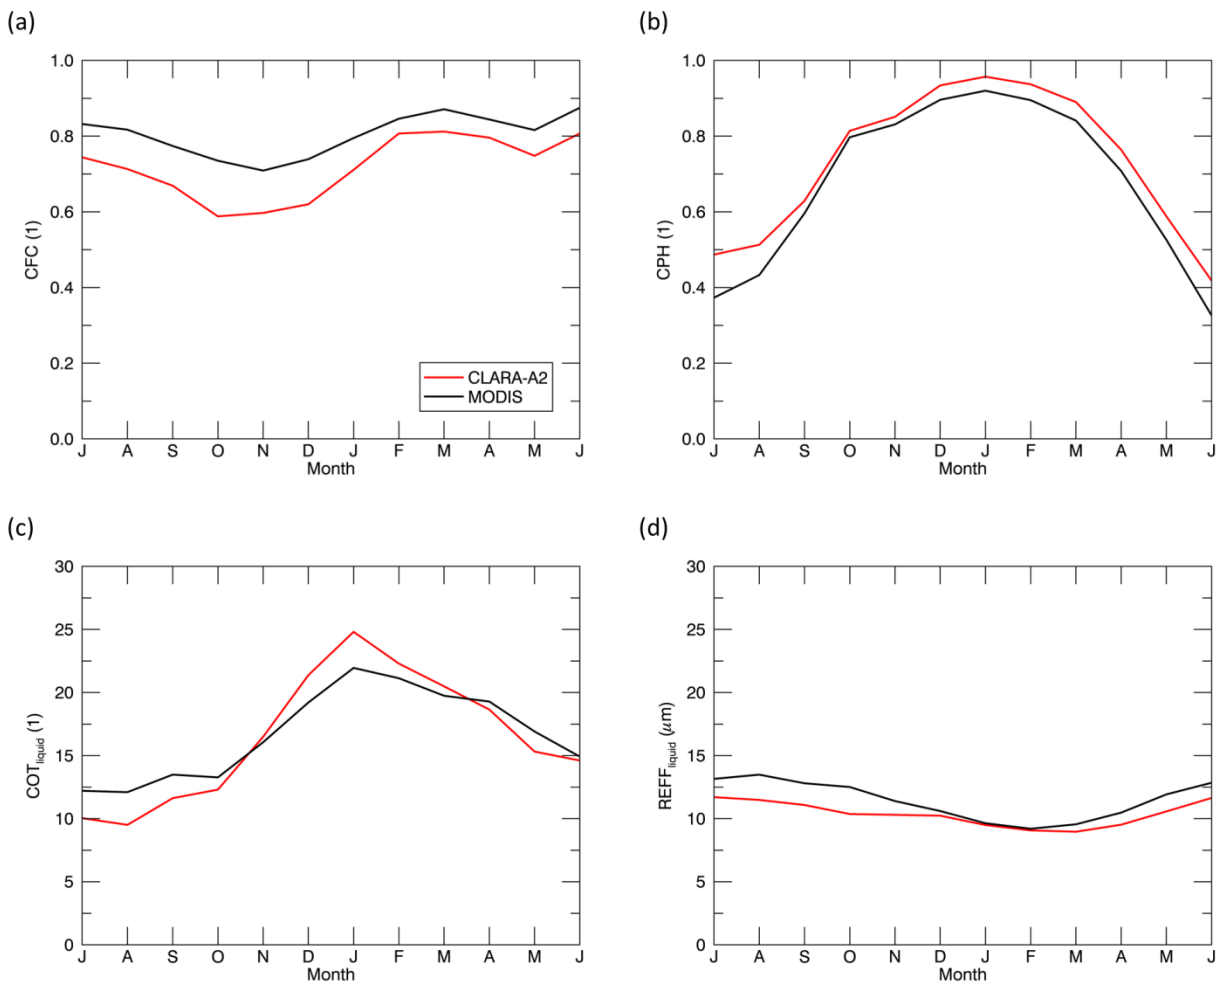 (a)
(b)
1.0
0.8
0.6
0.4
0.2
0.0
CFC (1)
CLARA-A2
MODIS
J A S O N D J F M A M J
Month
1.0
0.8
0.6
0.4
0.2
0.0
CPH (1)
J A S O N D J F M A M J
Month
(c)
(d)
30
25
20
15
10
5
0
COTliquid (1)
J A S O N D J F M A M J
Month
30
25
20
15
10
5
0
REFFliquid (μm)
J A S O N D J F M A M J
Month